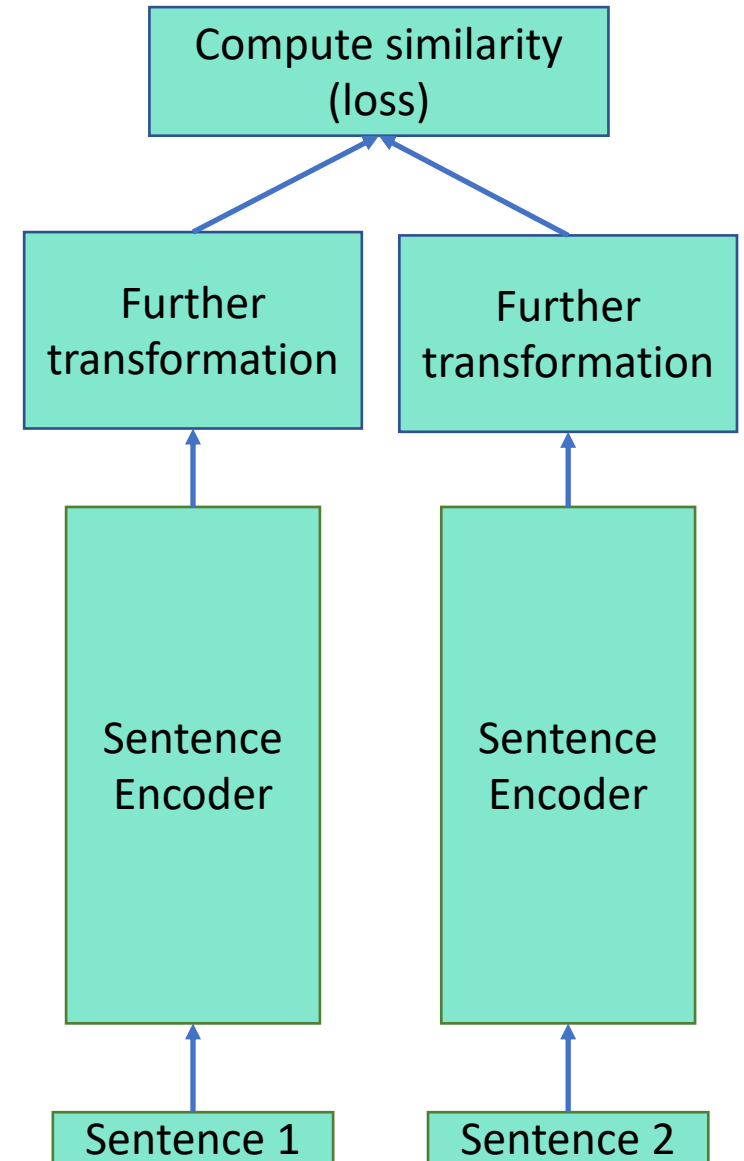 Compute similarity
(loss)
Further
transformation
Further
transformation
Sentence
Encoder
Sentence
Encoder
Sentence 1
Sentence 2